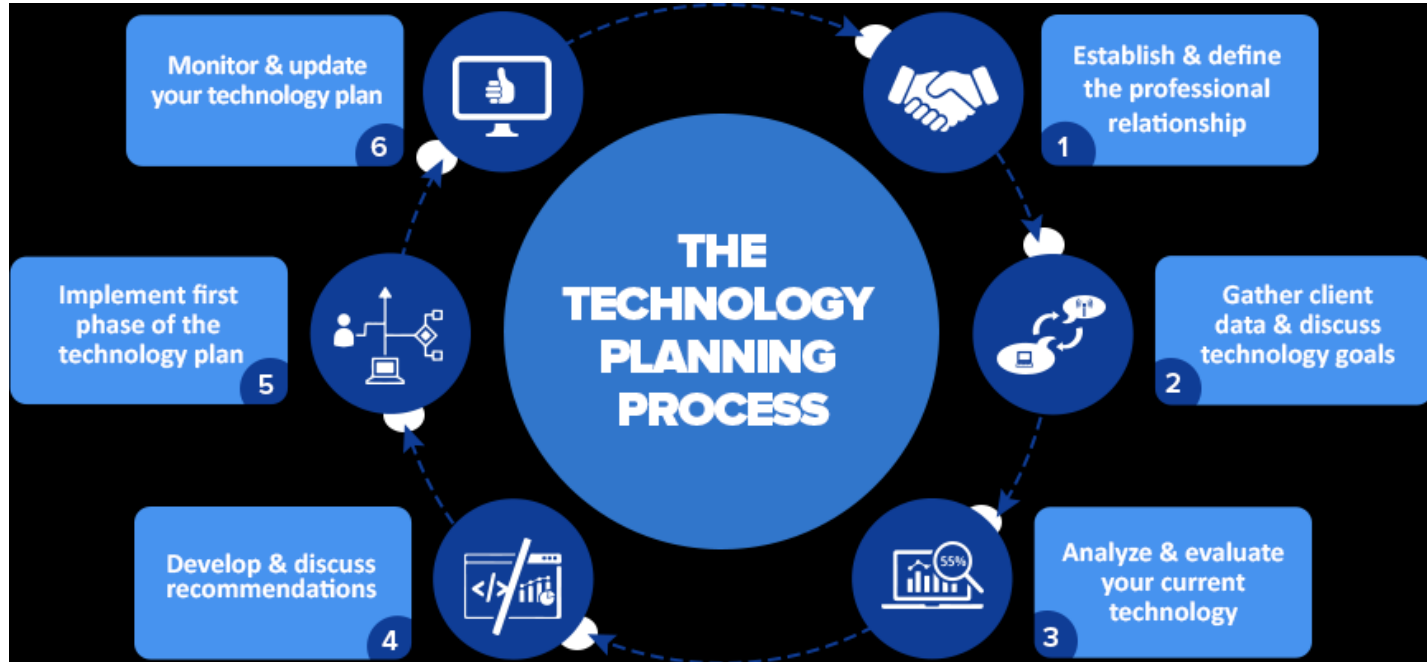 THE
TECHNOLOGY
PLANNING
PROCESS
Establish & define
the professional
relationship
1
Gather client
data & discuss
technology goals
2
55%
Analyze & evaluate
your current
technology
3
</>
Develop & discuss
recommendations
4
Implement first
phase of the
technology plan
5
Monitor & update
your technology plan
6